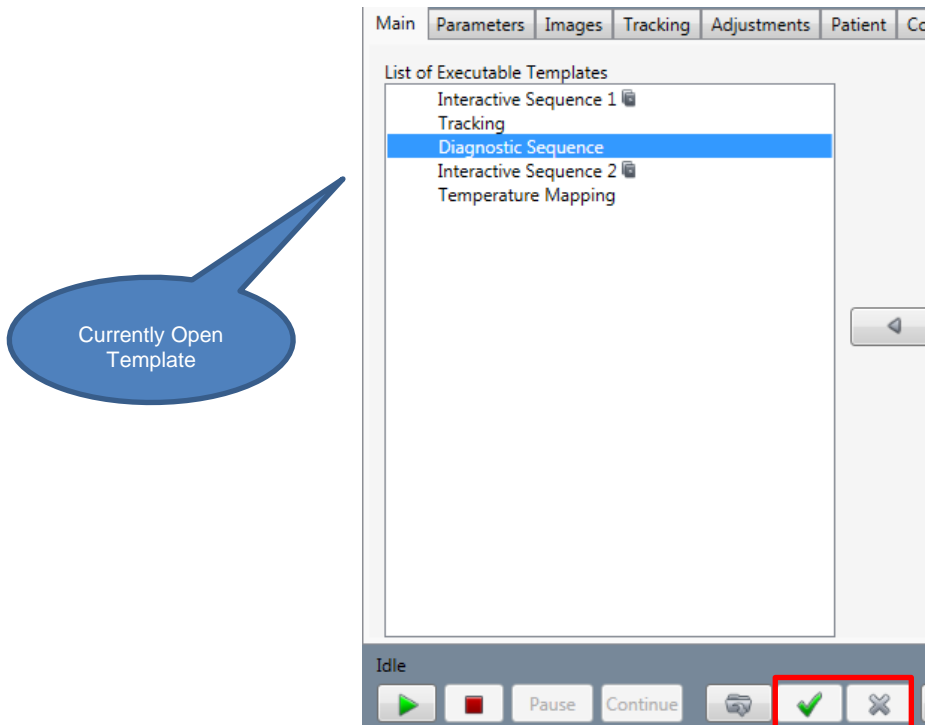 Main Parameters Images Tracking Adjustments Patient Co
List of Executable Templates
Interactive Sequence 1
Tracking
Diagnostic Sequence
Interactive Sequence 2
Temperature Mapping
Currently Open
Template
Idle
Pause Continue